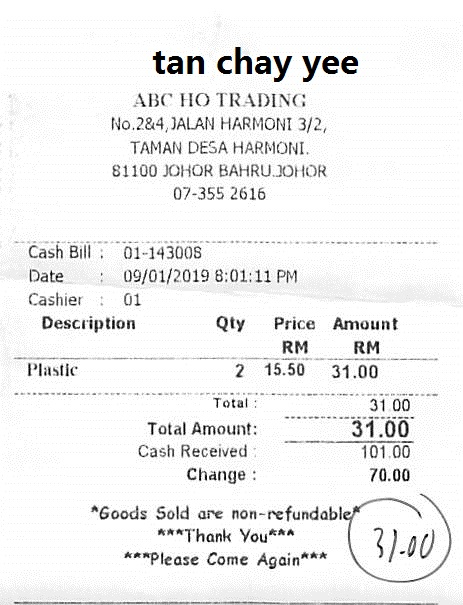 tan chay yee
ABC HO TRADING
No.2&4,JALAN HARMONI 3/2,
TAMAN DESA HARMONI.
81100 JOHOR BAHRU.JOHOR
07-355 2616
Cash Bill : 01-143008
Date : 09/01/2019 8:01:11 PM
Cashier : 01
Description Qty Price Amount
RM RM
Plastic 2 15.50 31.00
Total : 31.00
Total Amount: 31.00
Cash Received : 101.00
Change : 70.00
*Goods Sold are non-refundable*
***Thank You***
***Please Come Again***
31.00